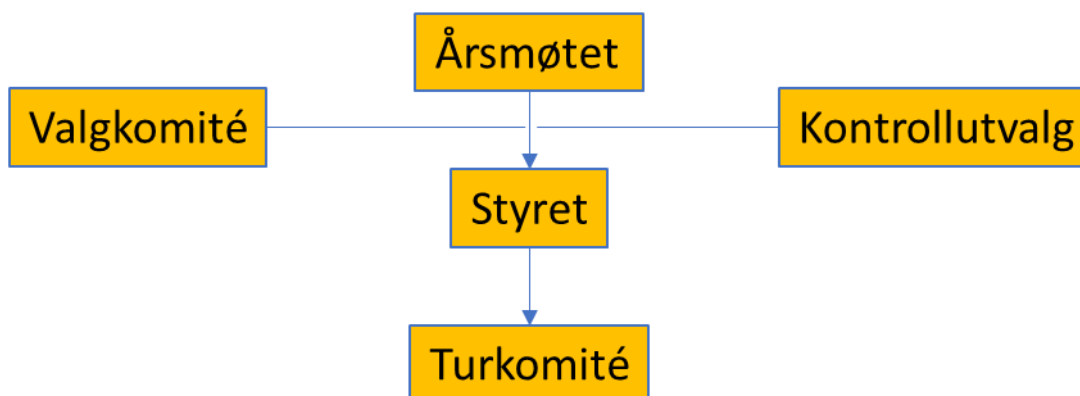 Årsmøtet
Valgkomité
Kontrollutvalg
Styret
Turkomité